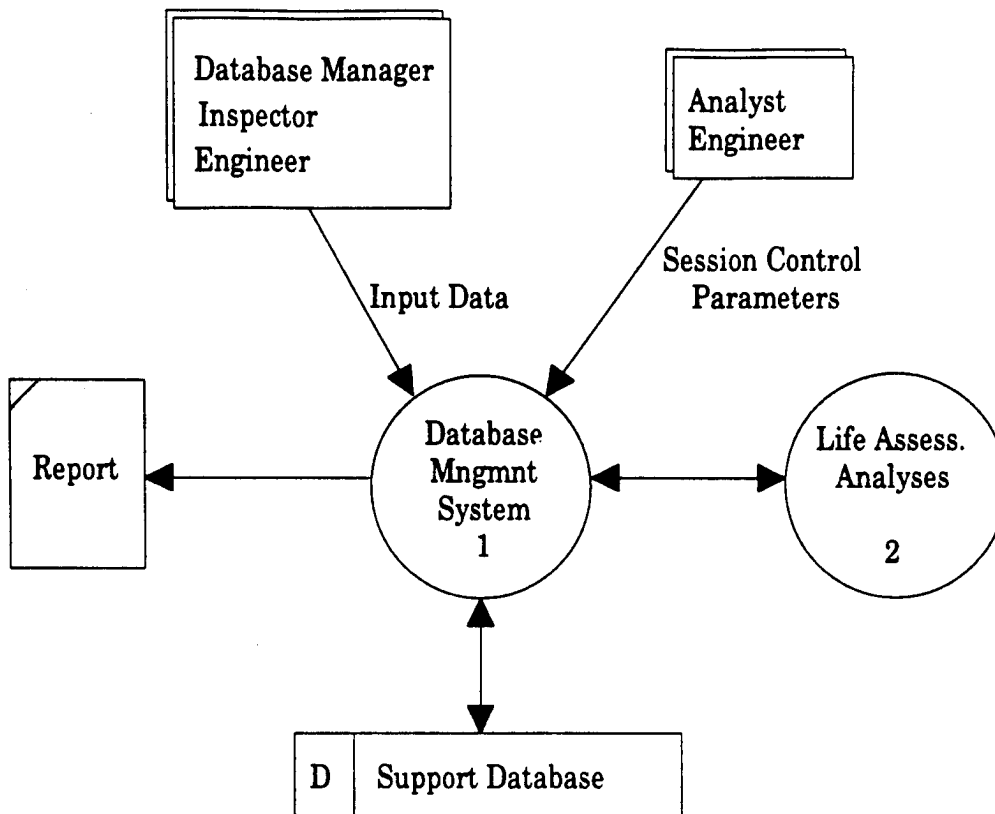 Database Manager
Inspector
Engineer
Analyst
Engineer
Input Data
Session Control
Parameters
Report
Database
Mngmnt
System
1
Life Assess.
Analyses
2
D
Support Database